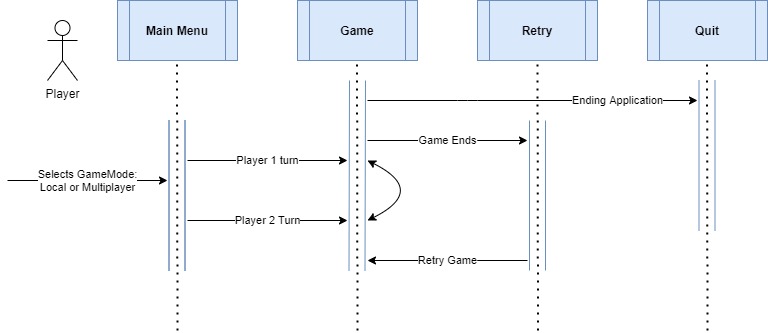 Main Menu
Game
Retry
Quit
Player
Ending Application
Game Ends
Player 1 turn
Selects GameMode:
Local or Multiplayer
Player 2 Turn
Retry Game